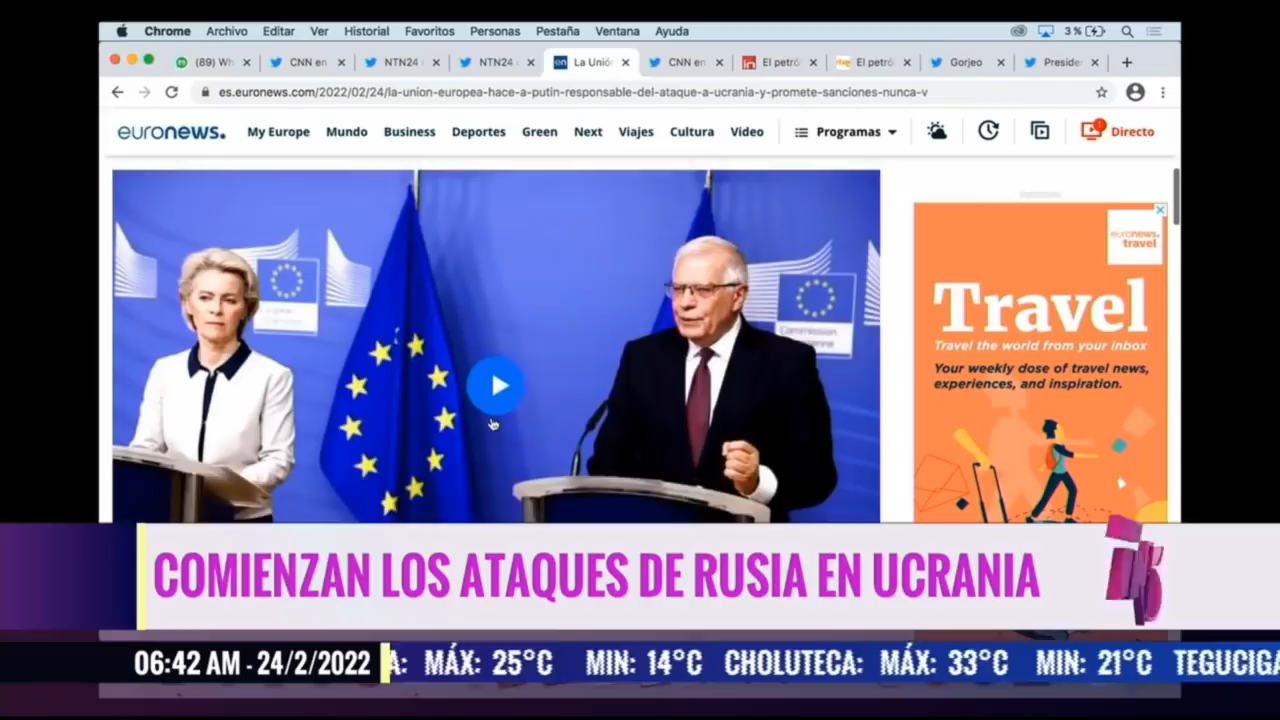 Chrome Archivo Editar Ver Historial Favoritos Personas Pestaña Ventana Ayuda 3 %
(89) Wh CNN en NTN24 NTN24 La Unió CNN en El petró El petró Gorjeo Preside
es.euronews.com/2022/02/24/la-union-europea-hace-a-putin-responsable-del-ataque-a-ucrania-y-promete-sanciones-nunca-v
euronews. My Europe Mundo Business Deportes Green Next Viajes Cultura Video Programas Directo
euronews.
travel
Travel
Travel the world from your inbox
Your weekly dose of travel news,
experiences, and inspiration.
Commission
COMIENZAN LOS ATAQUES DE RUSIA EN UCRANIA
06:42 AM - 24/2/2022 A: MÁX: 25°C MIN: 14°C CHOLUTECA: MÁX: 33°C MIN: 21°C TEGUCIGA